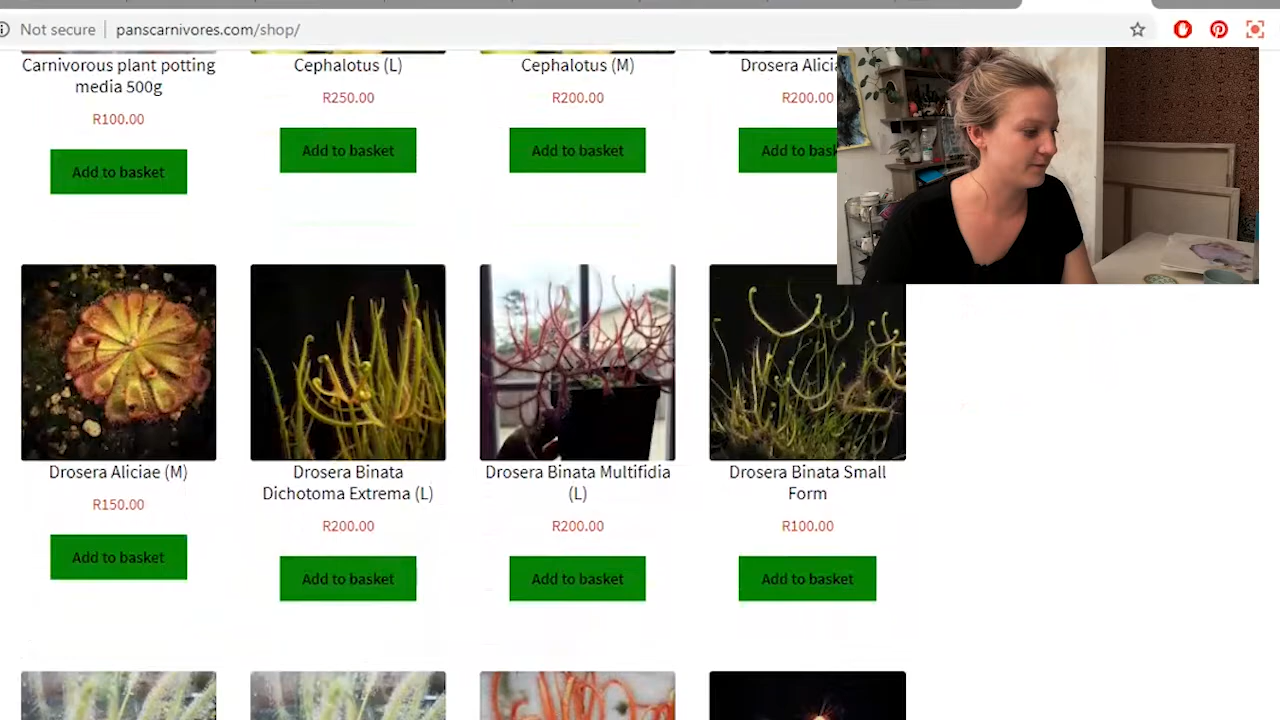 Not secure
panscarnivores.com/shop/
Carnivorous plant potting
media 500g
R100.00
Add to basket
Cephalotus (L)
R250.00
Add to basket
Cephalotus (M)
R200.00
Add to basket
Drosera
R200.00
Add to
Drosera Aliciae (M)
R150.00
Add to basket
Drosera Binata
Dichotoma Extrema (L)
R200.00
Add to basket
Drosera Binata Multifidia
(L)
R200.00
Add to basket
Drosera Binata Small
Form
R100.00
Add to basket